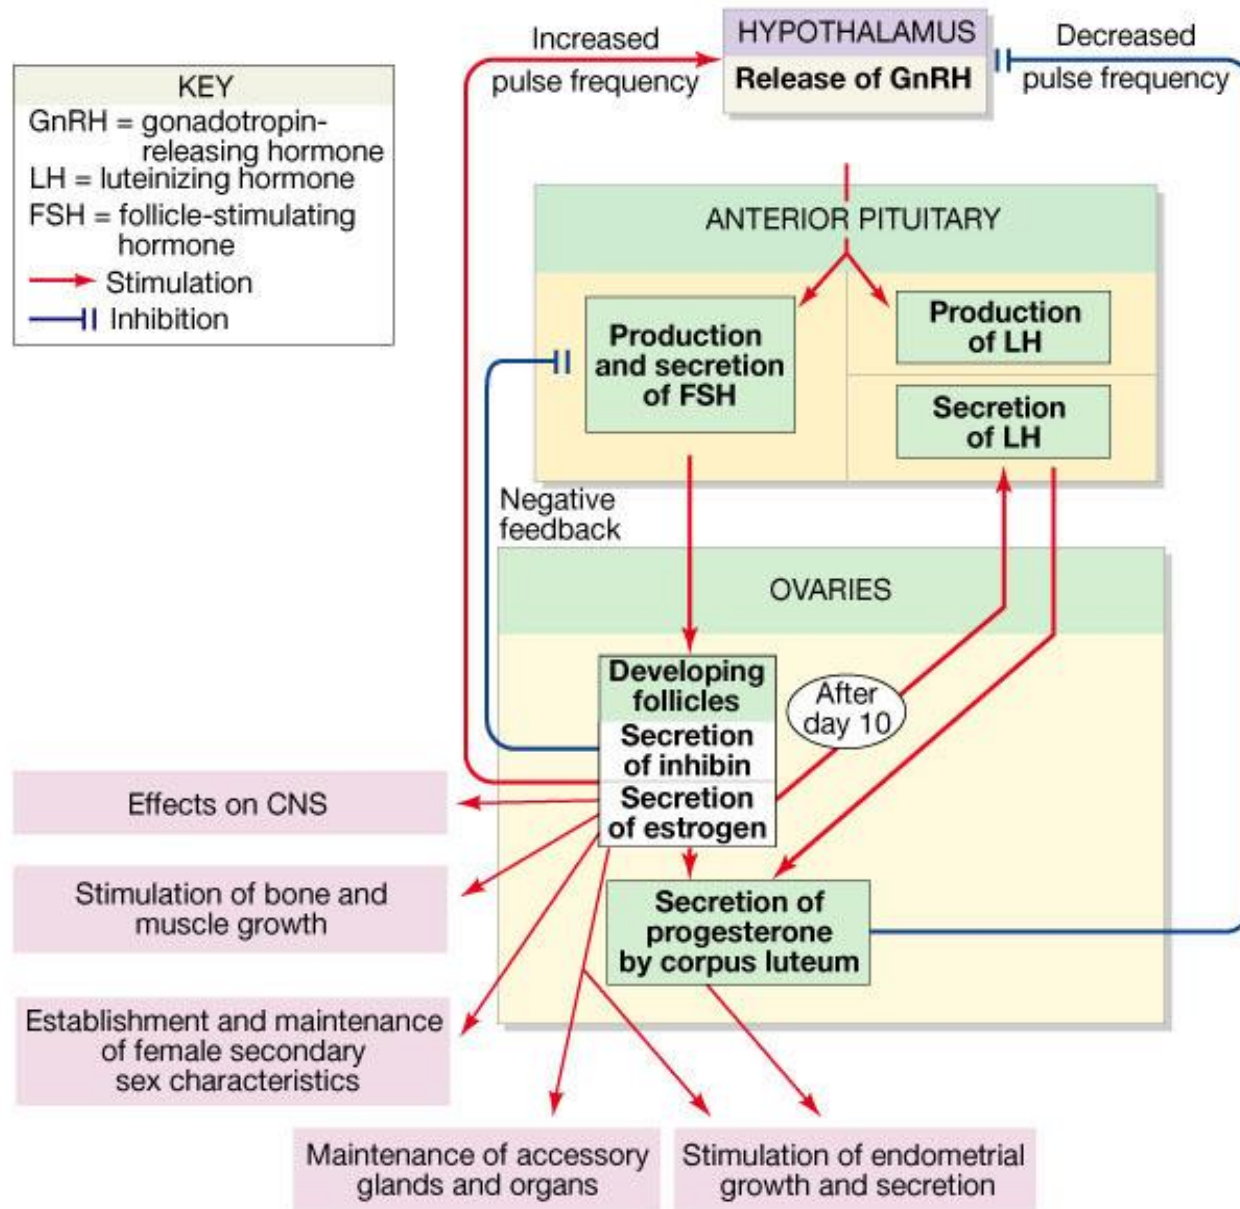 Increased
pulse frequency
HYPOTHALAMUS
Release of GnRH
Decreased
pulse frequency
KEY
GnRH = gonadotropin-
releasing hormone
LH = luteinizing hormone
FSH = follicle-stimulating
hormone
Stimulation
Inhibition
ANTERIOR PITUITARY
Production
and secretion
of FSH
Production
of LH
Secretion
of LH
Negative
feedback
OVARIES
Developing
follicles
Secretion
of inhibin
Secretion
of estrogen
After
day 10
Secretion of
progesterone
by corpus luteum
Effects on CNS
Stimulation of bone and
muscle growth
Establishment and maintenance
of female secondary
sex characteristics
Maintenance of accessory
glands and organs
Stimulation of endometrial
growth and secretion